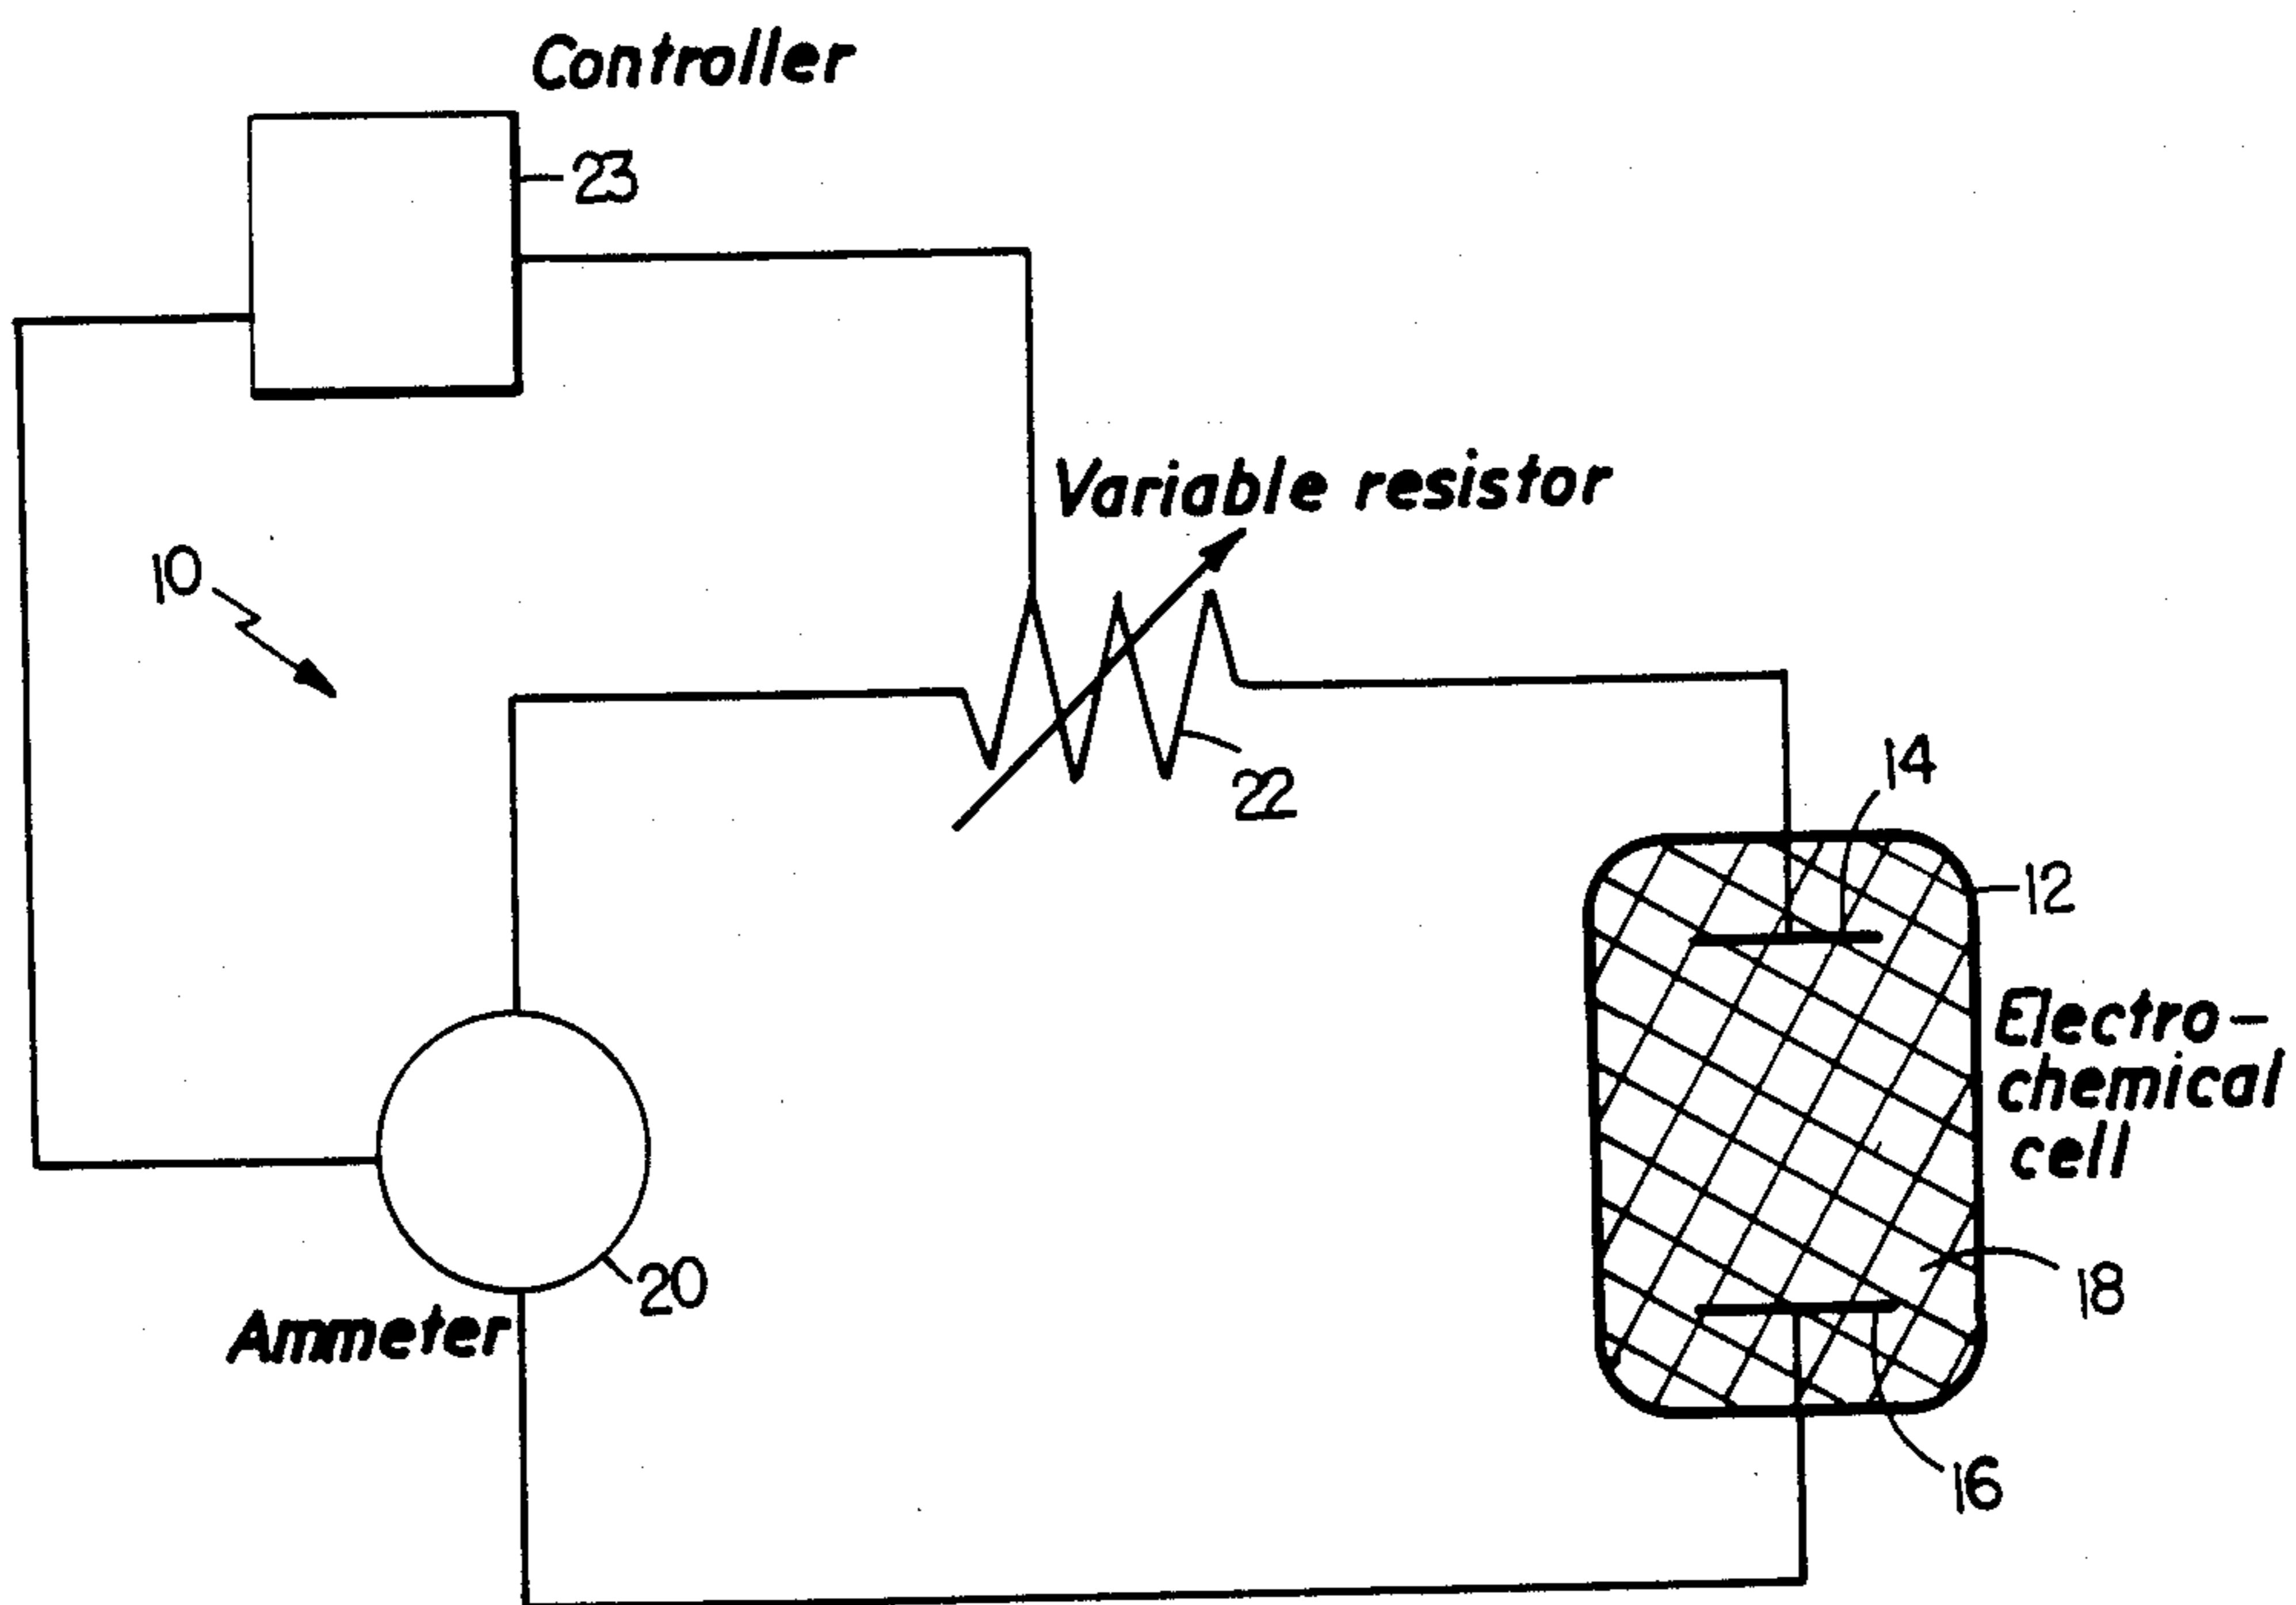 Controller
23
Variable resistor
10
22
14
12
Electro-
chemical
cell
18
20
Ammeter
16